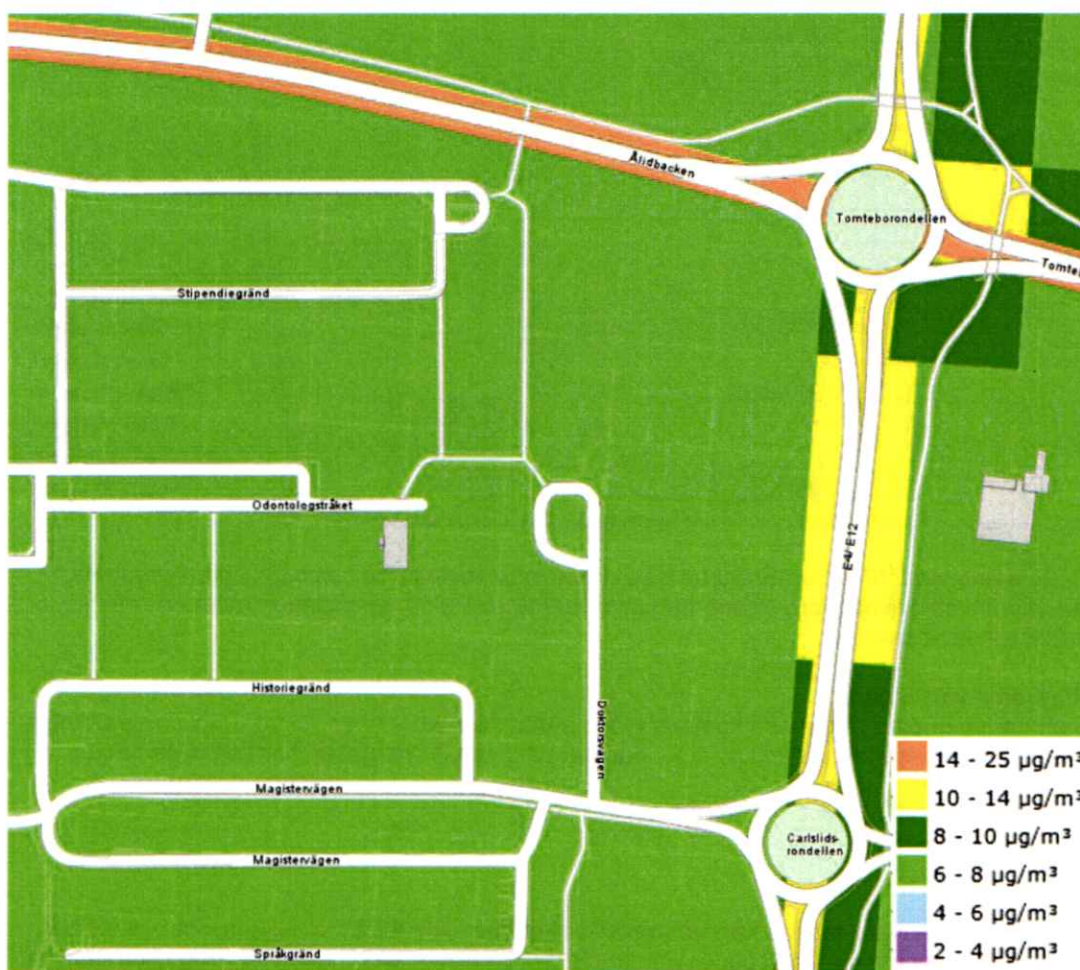 Ålidbacken
Tomteborondellen
Stipendiegränd
Odontologstråket
E4/ E12
Historiegränd
Doktorsvägen
Magistervägen
Carlslids-
rondellen
Magistervägen
Språkgränd
14 - 25 µg/m³
10 - 14 µg/m³
8 - 10 µg/m³
6 - 8 µg/m³
4 - 6 µg/m³
2 - 4 µg/m³